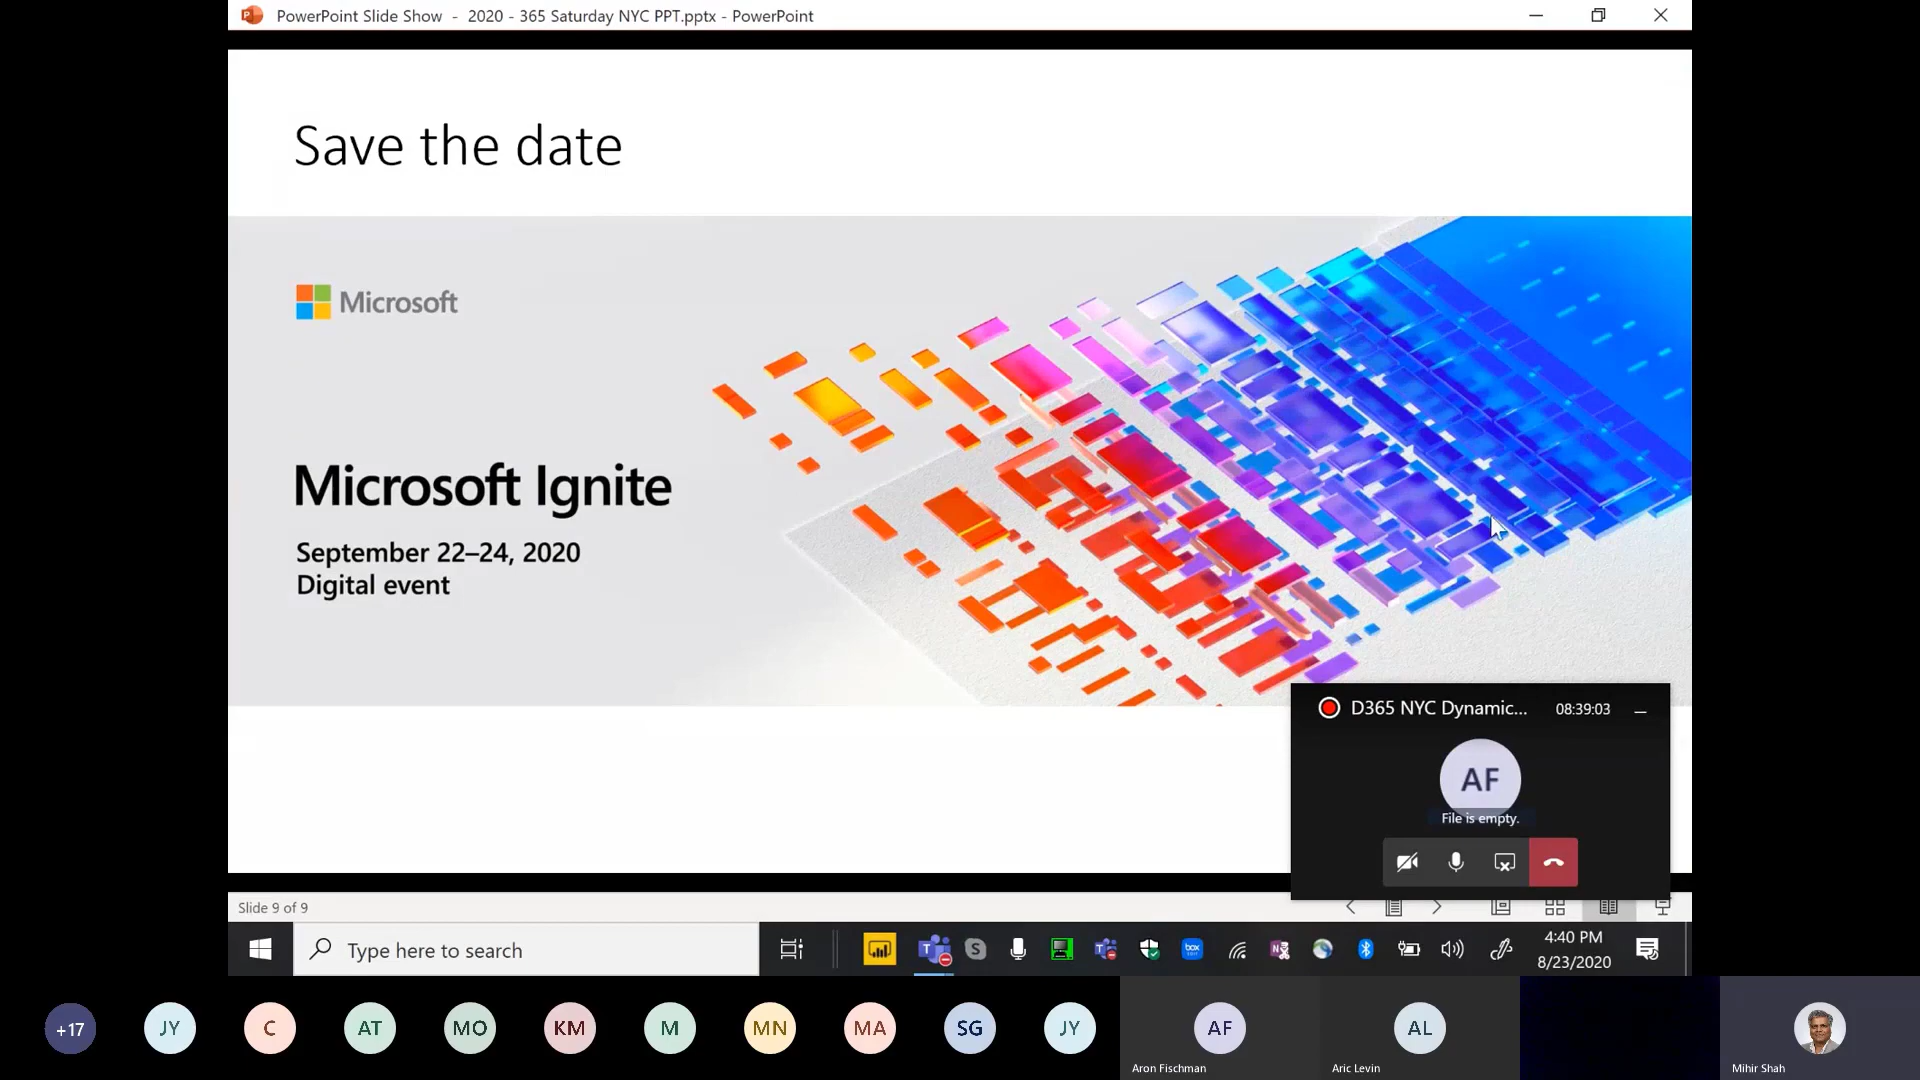 PowerPoint Slide Show - 2020 - 365 Saturday NYC PPT.pptx - PowerPoint
Save the date
Microsoft
Microsoft Ignite
September 22–24, 2020
Digital event
D365 NYC Dynamic... 08:39:03
AF
File is empty.
Slide 9 of 9
Type here to search
4:40 PM
8/23/2020
+17 JY C AT MO KM M MN MA SG JY AF AL
Aron Fischman Aric Levin Mihir Shah